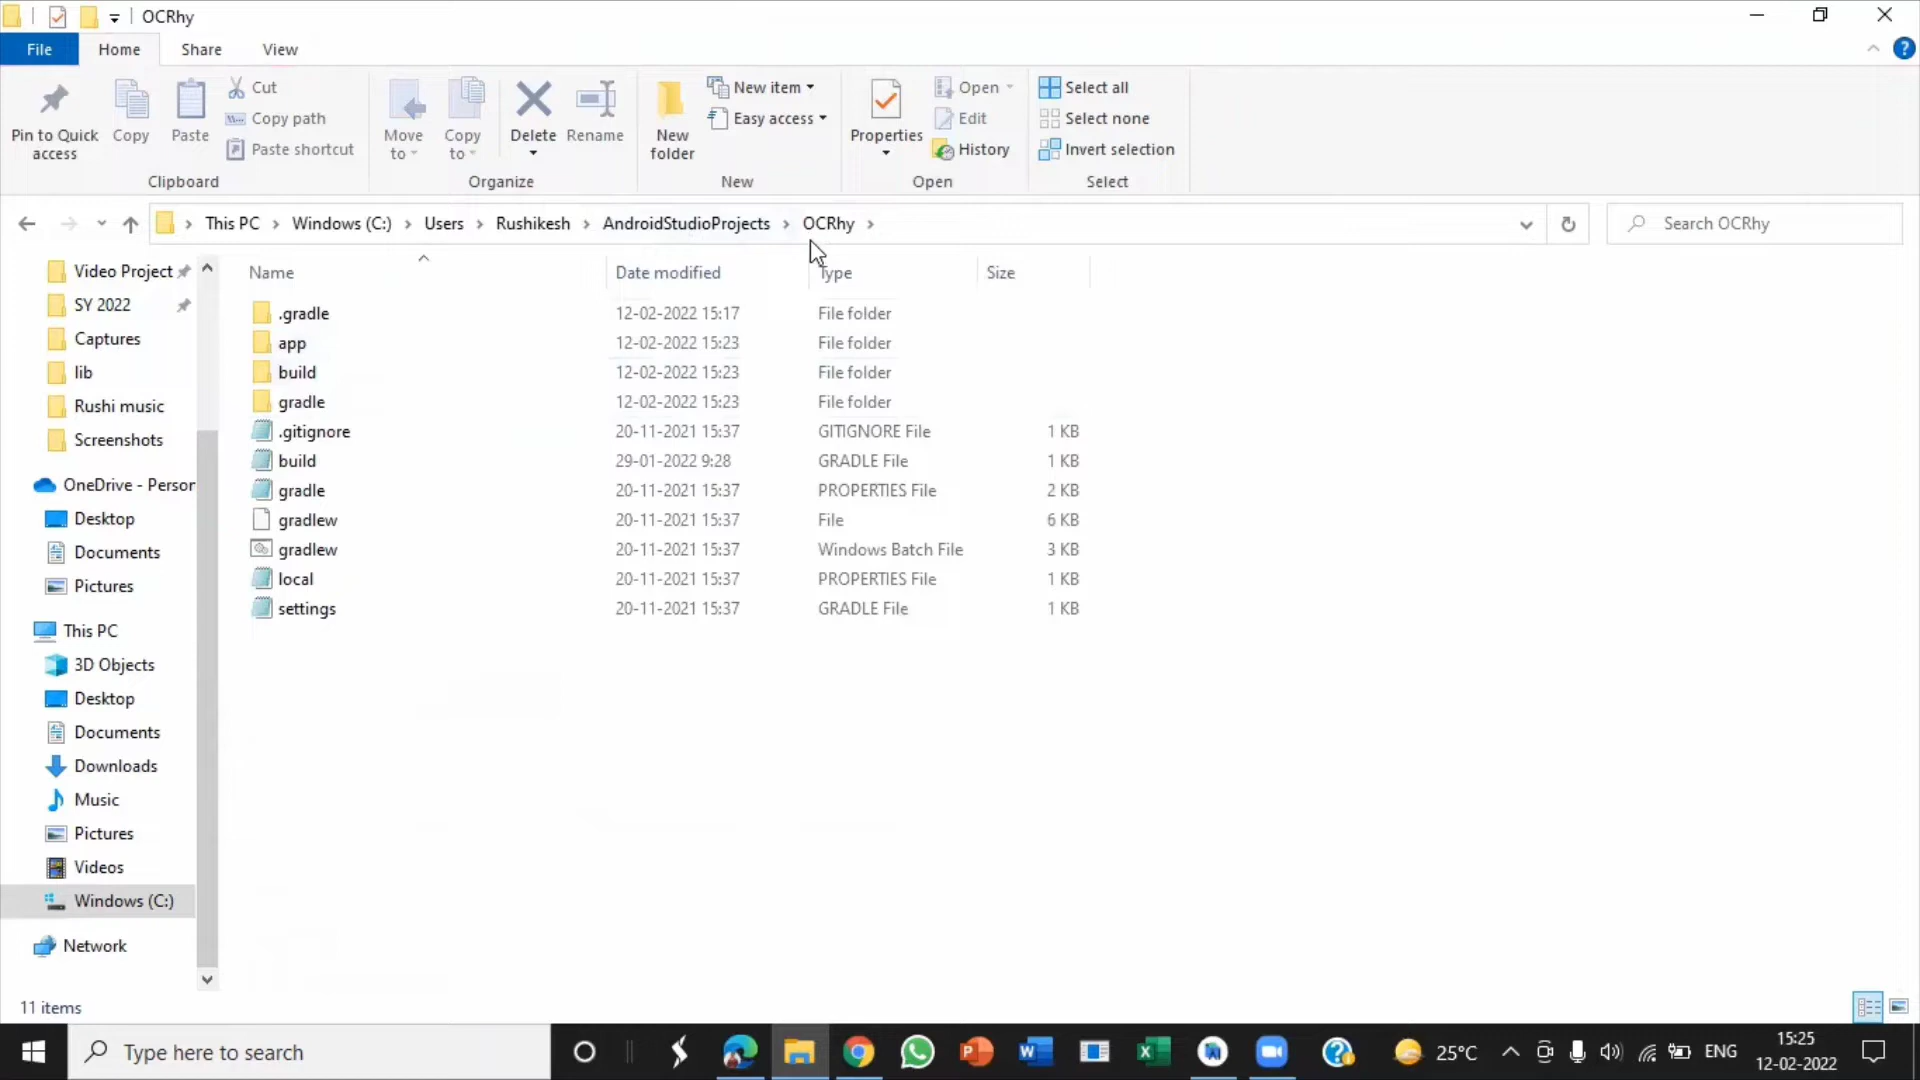 OCRhy
File Home Share View
Pin to Quick access
Copy
Paste
Cut
Copy path
Paste shortcut
Clipboard
Move to
Copy to
Delete
Rename
Organize
New folder
New item
Easy access
New
Properties
Open
Edit
History
Open
Select all
Select none
Invert selection
Select
This PC Windows (C:) Users Rushikesh AndroidStudioProjects OCRhy
Search OCRhy
Video Project
SY 2022
Captures
lib
Rushi music
Screenshots
OneDrive - Person
Desktop
Documents
Pictures
This PC
3D Objects
Desktop
Documents
Downloads
Music
Pictures
Videos
Windows (C:)
Network
Name Date modified Type Size
.gradle 12-02-2022 15:17 File folder
app 12-02-2022 15:23 File folder
build 12-02-2022 15:23 File folder
gradle 12-02-2022 15:23 File folder
.gitignore 20-11-2021 15:37 GITIGNORE File 1 KB
build 29-01-2022 9:28 GRADLE File 1 KB
gradle 20-11-2021 15:37 PROPERTIES File 2 KB
gradlew 20-11-2021 15:37 File 6 KB
gradlew 20-11-2021 15:37 Windows Batch File 3 KB
local 20-11-2021 15:37 PROPERTIES File 1 KB
settings 20-11-2021 15:37 GRADLE File 1 KB
11 items
Type here to search
25°C
ENG
15:25
12-02-2022